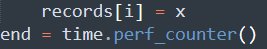 records[i] = x
end = time.perf_counter()